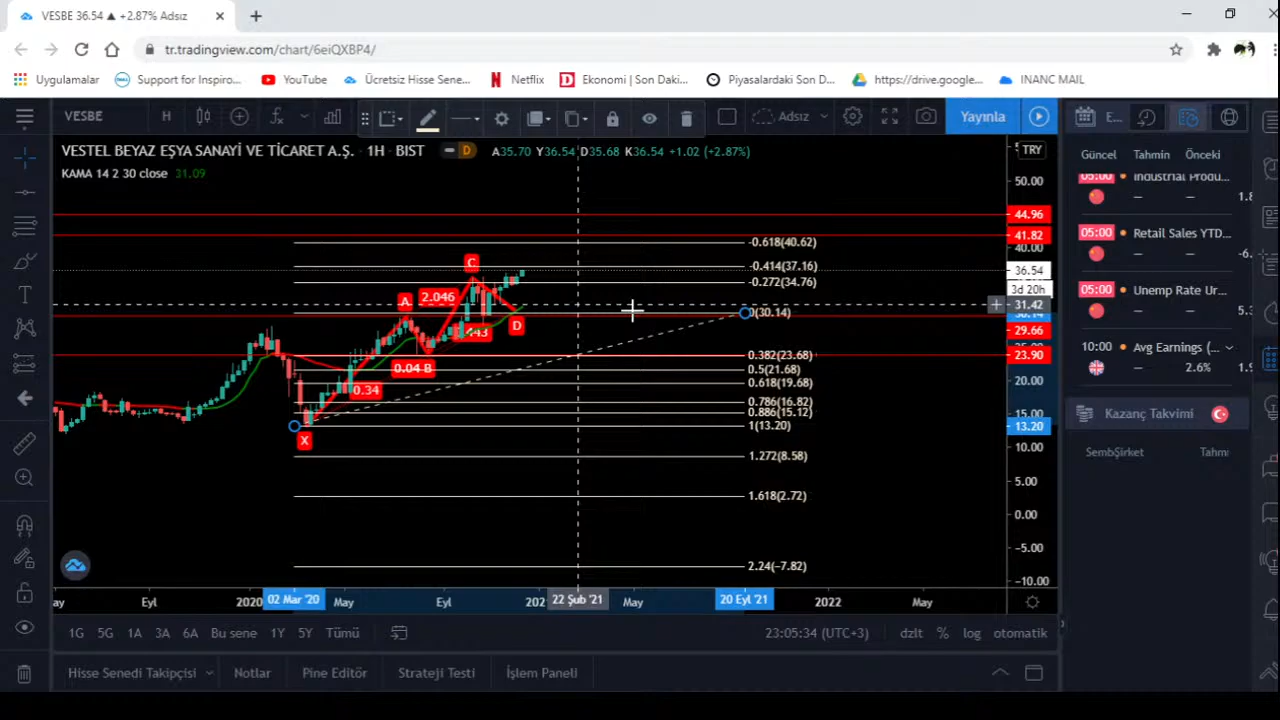 VESBE 36.54 ▲ +2.87% Adsız
tr.tradingview.com/chart/6eiQXBP4/
Uygulamalar Support for Inspiro... YouTube Ücretsiz Hisse Sene... Netflix Ekonomi | Son Daki... Piyasalardaki Son D... https://drive.google... INANC MAIL
VESBE H Adsız Yayınla E...
VESTEL BEYAZ EŞYA SANAYİ VE TİCARET A.Ş. · 1H · BIST D A35.70 Y36.54 D35.68 K36.54 +1.02 (+2.87%)
KAMA 14 2 30 close 31.09
TRY
50.00
44.96
41.82
40.00
36.54
3d 20h
31.42
29.66
23.90
20.00
15.00
13.20
10.00
5.00
0.00
−5.00
−10.00
-0.618(40.62)
-0.414(37.16)
-0.272(34.76)
0(30.14)
0.382(23.68)
0.5(21.68)
0.618(19.68)
0.786(16.82)
0.886(15.12)
1(13.20)
1.272(8.58)
1.618(2.72)
2.24(−7.82)
C
A 2.046
D
0.04 B
0.34
X
Eyl 2020 02 Mar '20 May Eyl 22 Şub '21 May 20 Eyl '21 2022 May
1G 5G 1A 3A 6A Bu sene 1Y 5Y Tümü 23:05:34 (UTC+3) dzlt % log otomatik
Hisse Senedi Takipçisi Notlar Pine Editör Strateji Testi İşlem Paneli
Güncel Tahmin Önceki
05:00 Industrial Produ...
— — 1.8
05:00 Retail Sales YTD...
— — -6.
05:00 Unemp Rate Ur...
— — 5.3
10:00 Avg Earnings (...
— 2.6% 1.9
Kazanç Takvimi